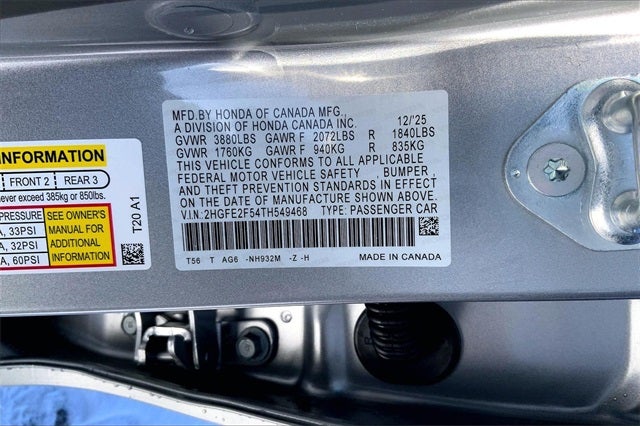 MFD.BY HONDA OF CANADA MFG.,
A DIVISION OF HONDA CANADA INC. 12/'25
GVWR 3880LBS GAWR F 2072LBS R 1840LBS
GVWR 1760KG GAWR F 940KG R 835KG
THIS VEHICLE CONFORMS TO ALL APPLICABLE
FEDERAL MOTOR VEHICLE SAFETY , BUMPER ,
AND THEFT PREVENTION STANDARDS IN EFFECT
ON THE DATE OF MANUFACTURE SHOWN ABOVE.
V.I.N: 2HGFE2F54TH549468 TYPE: PASSENGER CAR
T56 T AG6 -NH932M -Z -H MADE IN CANADA
INFORMATION
FRONT 2 REAR 3
never exceed 385kg or 850lbs.
PRESSURE SEE OWNER'S
A, 33PSI MANUAL FOR
A, 32PSI ADDITIONAL
A, 60PSI INFORMATION
T20 A1